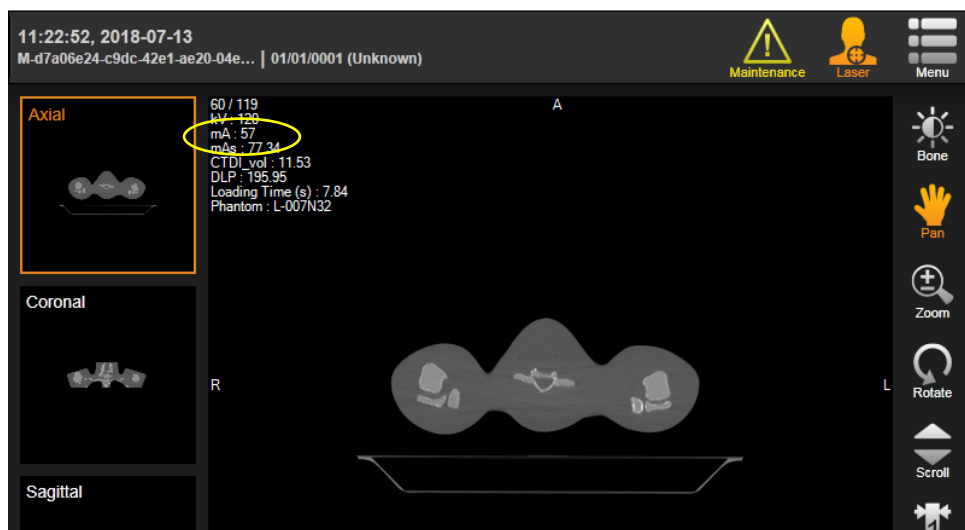 11:22:52, 2018-07-13
M-d7a06e24-c9dc-42e1-ae20-04e... | 01/01/0001 (Unknown)
Maintenance
Laser
Menu
Axial
60 / 119
kV : 120
mA : 57
mAs : 77.34
CTDI_vol : 11.53
DLP : 195.95
Loading Time (s) : 7.84
Phantom : L-007N32
A
Bone
Pan
Coronal
Zoom
R
L
Rotate
Scroll
Sagittal